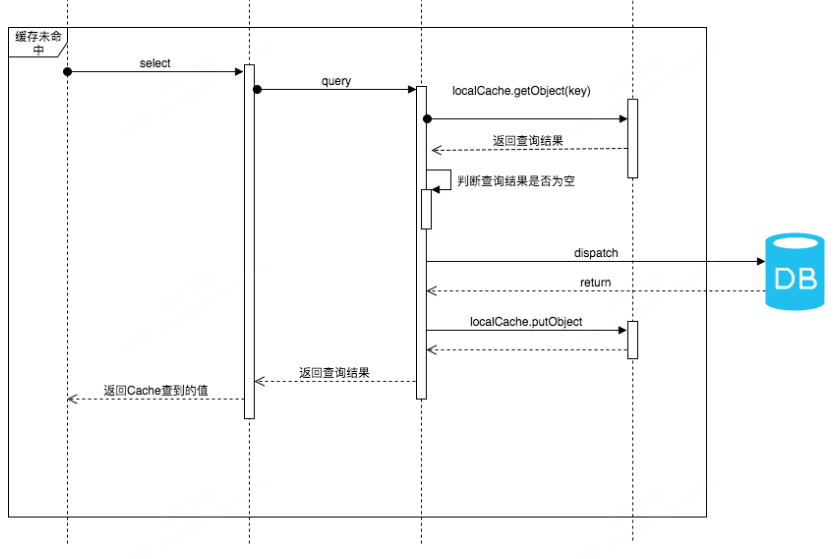 缓存未命
中
select
query
localCache.getObject(key)
返回查询结果
判断查询结果是否为空
dispatch
DB
return
localCache.putObject
返回查询结果
返回Cache查到的值